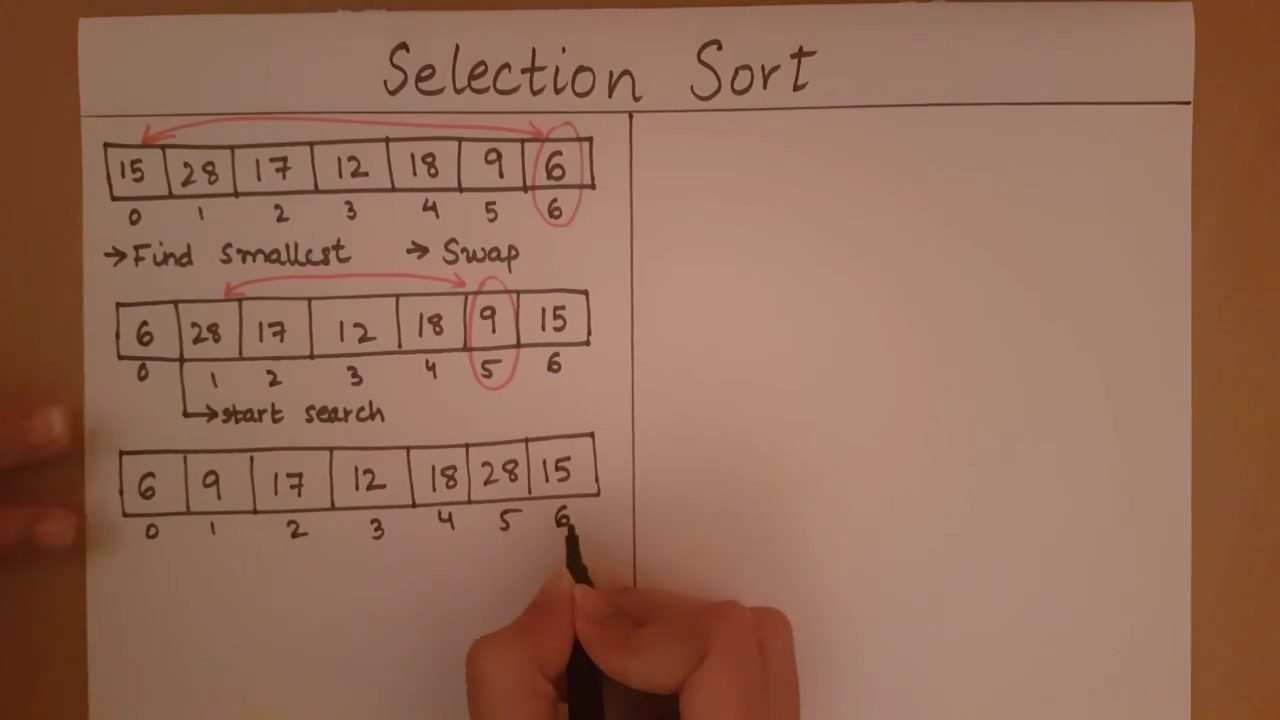 Selection Sort
15 28 17 12 18 9 6
0 1 2 3 4 5 6
→Find smallest → Swap
6 28 17 12 18 9 15
0 1 2 3 4 5 6
→start search
6 9 17 12 18 28 15
0 1 2 3 4 5 6